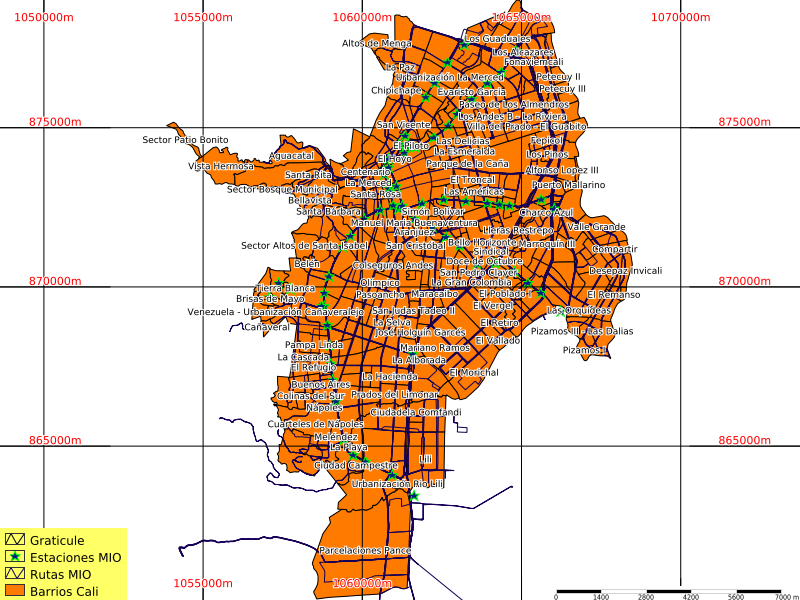 1050000m 1055000m 1060000m 1065000m 1070000m
Los Guaduales
Altos de Menga
Los Alcazares
Fonaviemcali
La Paz
Urbanización La Merced
Petecuy II
Petecuy III
Chipichape
Evaristo García
Paseo de Los Almendros
Los Andes B - La Riviera
875000m
San Vicente
Villa del Prado - El Guabito
875000m
Sector Patio Bonito
El Piloto
Las Delicias
Tepicol
La Esmeralda
Los Pinos
Aguacatal
El Hoyo
Vista Hermosa
Parque de la Caña
Santa Rita
Centenario
Alfonso Lopez III
La Merced
El Troncal
Puerto Mallarino
Sector Bosque Municipal
Santa Rosa
Las Américas
Bellavista
Santa Bárbara
Simón Bolívar
Charco Azul
Manuel María Buenaventura
Valle Grande
Aranjuez
Lleras Restrepo
Sector Altos de Santa Isabel
San Cristóbal
Bello Horizonte
Marroquín III
Compartir
Sindical
Belén
Colseguros Andes
Doce de Octubre
San Pedro Claver
Desepaz Invicali
870000m
Olímpico
La Gran Colombia
870000m
Tierra Blanca
Brisas de Mayo
Pasoancho
Maracaibo
El Poblado I
El Remanso
El Vergel
Venezuela - Urbanización Cañaveralejo
San Judas Tadeo II
Las Orquídeas
Cañaveral
La Selva
El Retiro
José Holguín Garcés
Pizamos III - Las Dalias
Pampa Linda
Mariano Ramos
El Vallado
Pizamos I
La Cascada
La Alborada
El Refugio
La Hacienda
El Morichal
Buenos Aires
Colinas del Sur
Prados del Limonar
Nápoles
Ciudadela Comfandi
Cuarteles de Nápoles
Meléndez
865000m
La Playa
865000m
Lili
Ciudad Campestre
Urbanización Río Lili
Parcelaciones Pance
1055000m 1060000m
Graticule
Estaciones MIO
Rutas MIO
Barrios Cali
0 1400 2800 4200 5600 7000 m